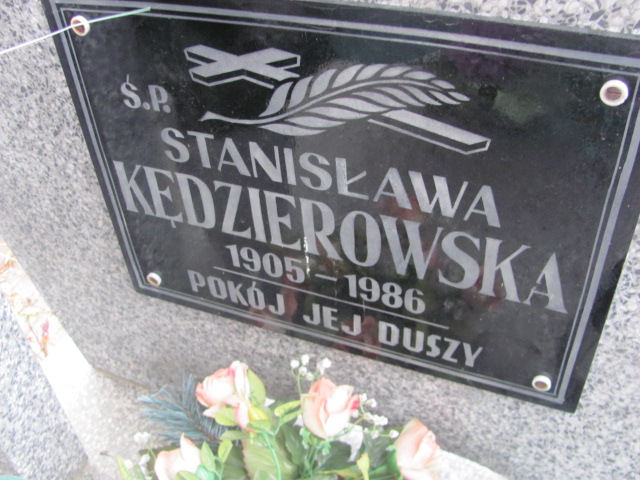 Ś.P.
STANISŁAWA
KĘDZIEROWSKA
1905-1986
POKÓJ JEJ DUSZY